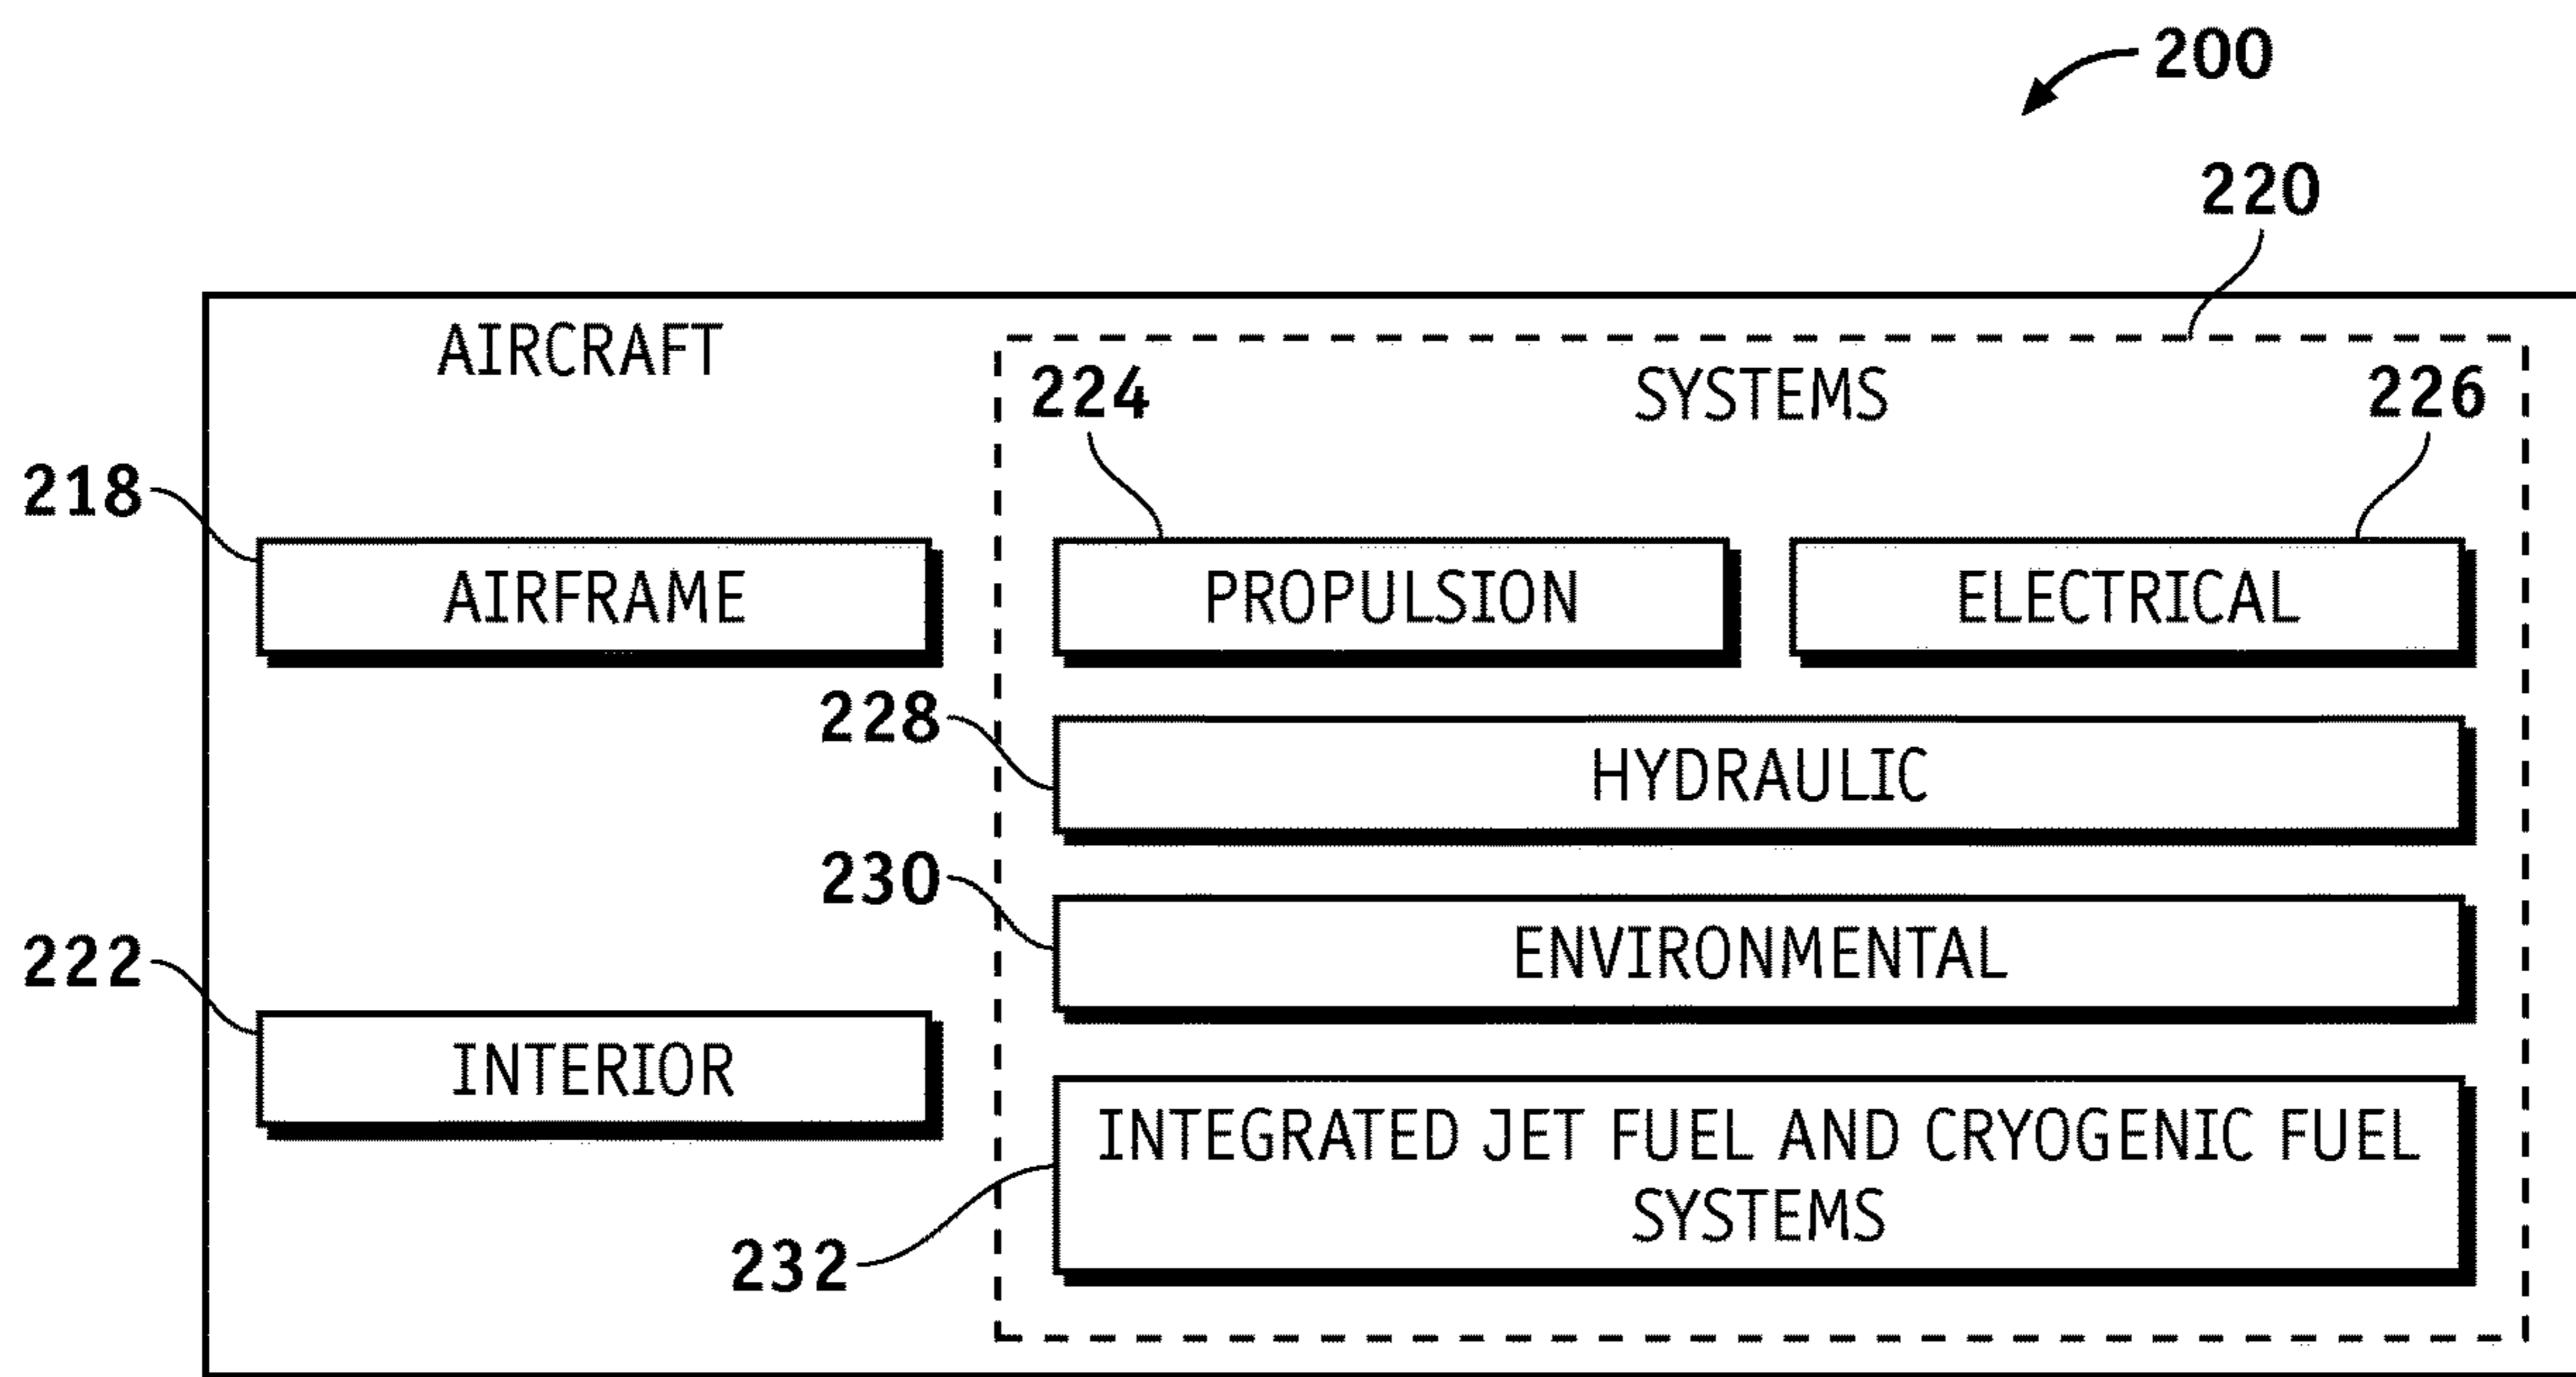 200
220
AIRCRAFT
SYSTEMS
224
226
218
AIRFRAME
PROPULSION
ELECTRICAL
228
HYDRAULIC
230
ENVIRONMENTAL
222
INTERIOR
INTEGRATED JET FUEL AND CRYOGENIC FUEL
SYSTEMS
232